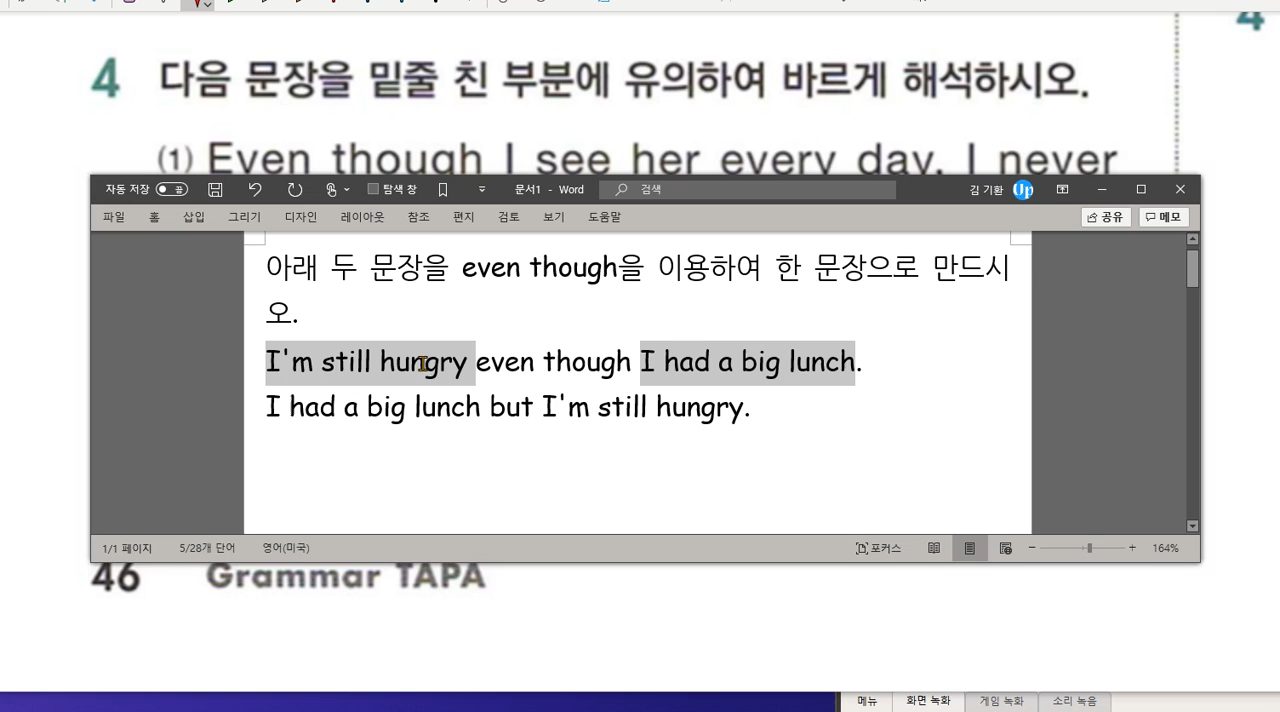 4
4 다음 문장을 밑줄 친 부분에 유의하여 바르게 해석하시오.
(1) Even though I see her every day, I never
자동 저장 끔 탐색 창 문서1 - Word 검색 김 기환 Up
파일 홈 삽입 그리기 디자인 레이아웃 참조 편지 검토 보기 도움말 공유 메모
아래 두 문장을 even though을 이용하여 한 문장으로 만드시
오.
I'm still hungry even though I had a big lunch.
I had a big lunch but I'm still hungry.
1/1 페이지 5/28개 단어 영어(미국) 포커스 164%
46 Grammar TAPA
메뉴 화면 녹화 게임 녹화 소리 녹음